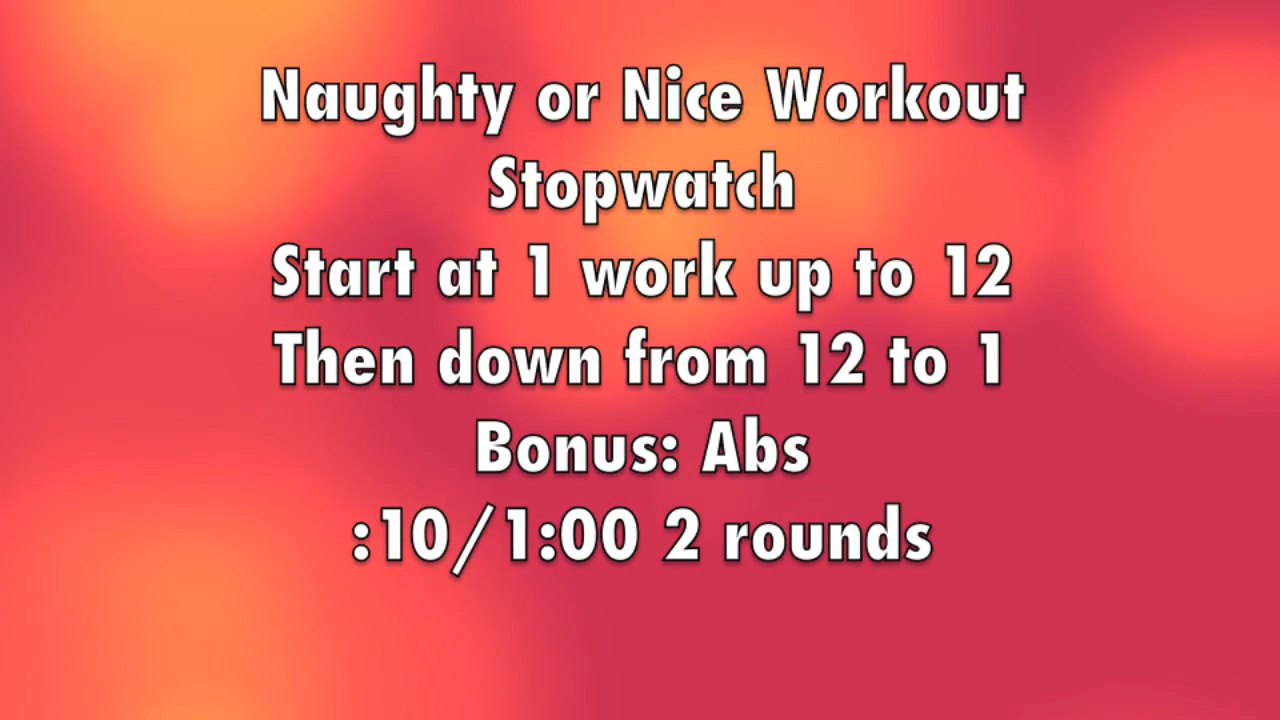 Naughty or Nice Workout
Stopwatch
Start at 1 work up to 12
Then down from 12 to 1
Bonus: Abs
:10/1:00 2 rounds